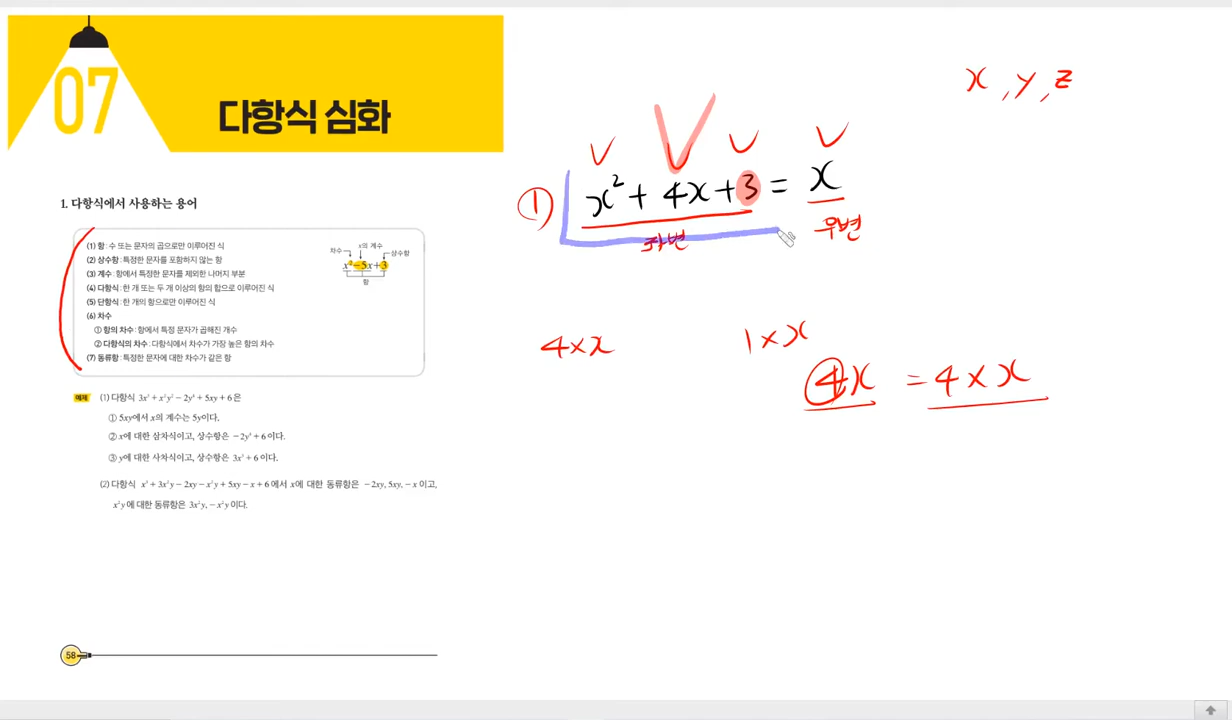 07
다항식 심화
1. 다항식에서 사용하는 용어
(1) 항: 수 또는 문자의 곱으로만 이루어진 식
(2) 상수항: 특정한 문자를 포함하지 않는 항
(3) 계수: 항에서 특정한 문자를 제외한 나머지 부분
(4) 다항식: 한 개 또는 두 개 이상의 항의 합으로 이루어진 식
(5) 단항식: 한 개의 항으로만 이루어진 식
(6) 차수
① 항의 차수: 항에서 특정 문자가 곱해진 개수
② 다항식의 차수: 다항식에서 차수가 가장 높은 항의 차수
(7) 동류항: 특정한 문자에 대한 차수가 같은 항
차수
x의 계수
상수항
x²-5x+3
항
예제
(1) 다항식 3x³+x²y²-2y⁴+5xy+6은
① 5xy에서 x의 계수는 5y이다.
② x에 대한 삼차식이고, 상수항은 -2y⁴+6이다.
③ y에 대한 사차식이고, 상수항은 3x³+6이다.
(2) 다항식 x³+3x²y-2xy-x²y+5xy-x+6에서 x에 대한 동류항은 -2xy, 5xy, -x이고,
x²y에 대한 동류항은 3x²y, -x²y이다.
58
x, y, z
① x²+4x+3=x
좌변
우변
4×x
1×x
4x = 4×x